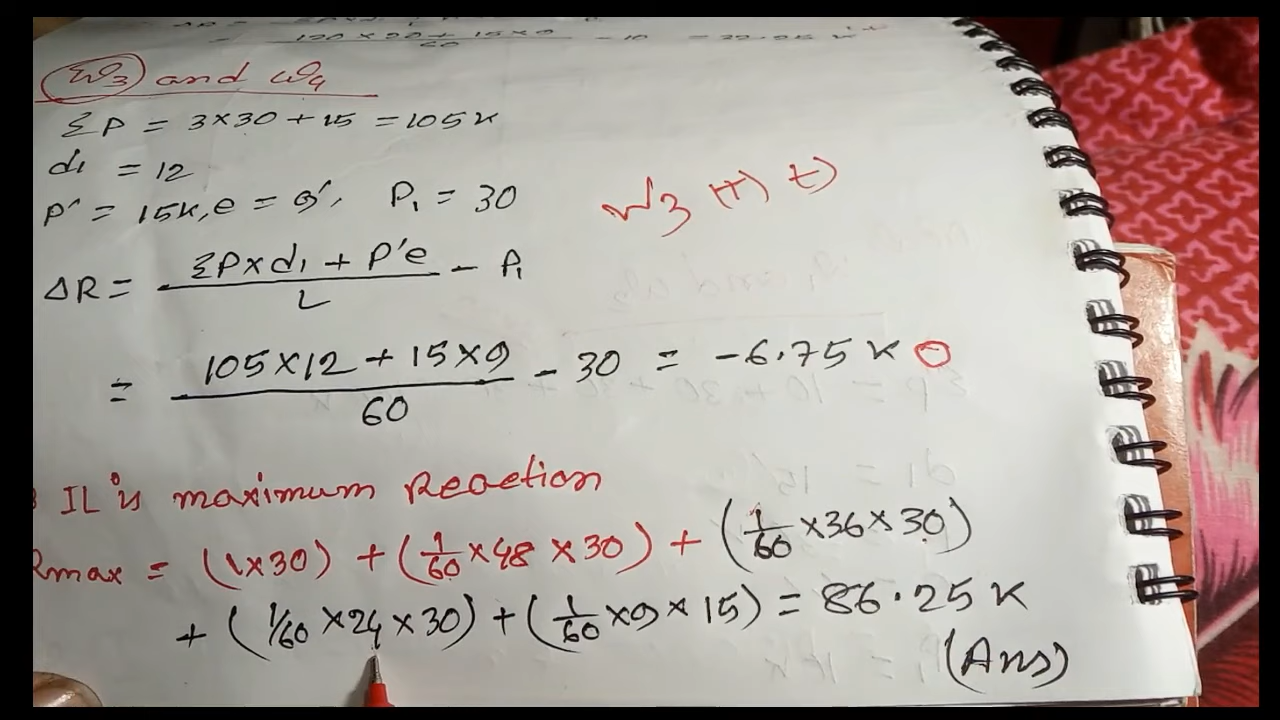 W3 and W4
ΣP = 3×30 + 15 = 105 K
d1 = 12
P' = 15K, e = 9', P1 = 30
W3 (+) t)
ΔR = (ΣP×d1 + P'e)/L - P1
= (105×12 + 15×9)/60 - 30 = -6.75 K
IL is maximum Reaction
Rmax = (1×30) + (1/60 × 48 × 30) + (1/60 × 36 × 30)
+ (1/60 × 24 × 30) + (1/60 × 9 × 15) = 86.25 K
(Ans)